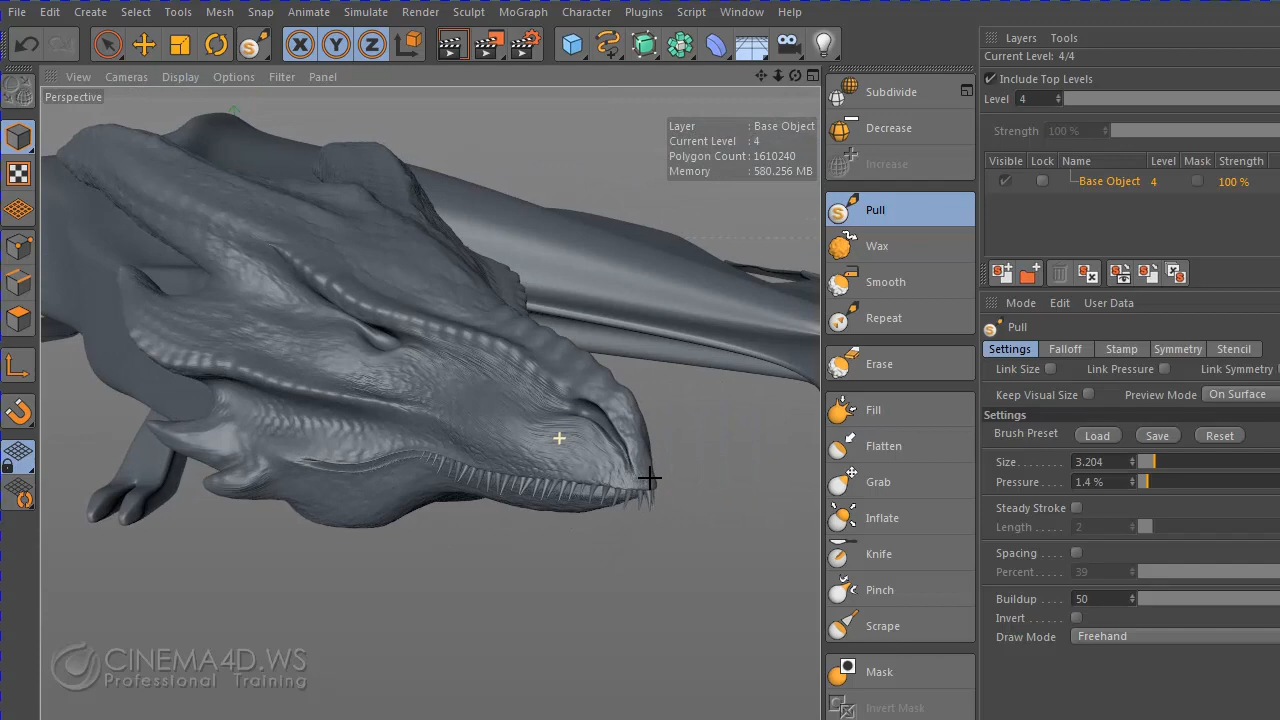 File Edit Create Select Tools Mesh Snap Animate Simulate Render Sculpt MoGraph Character Plugins Script Window Help
X Y Z
View Cameras Display Options Filter Panel
Perspective
Layer : Base Object
Current Level : 4
Polygon Count : 1610240
Memory : 580.256 MB
Subdivide
Decrease
Increase
Pull
Wax
Smooth
Repeat
Erase
Fill
Flatten
Grab
Inflate
Knife
Pinch
Scrape
Mask
Invert Mask
Layers Tools
Current Level: 4/4
Include Top Levels
Level 4
Strength 100 %
Visible Lock Name Level Mask Strength
Base Object 4 100 %
Mode Edit User Data
Pull
Settings Falloff Stamp Symmetry Stencil
Link Size Link Pressure Link Symmetry
Keep Visual Size Preview Mode On Surface
Settings
Brush Preset Load Save Reset
Size 3.204
Pressure 1.4 %
Steady Stroke
Length 2
Spacing
Percent 39
Buildup 50
Invert
Draw Mode Freehand
CINEMA4D.WS
Professional Training